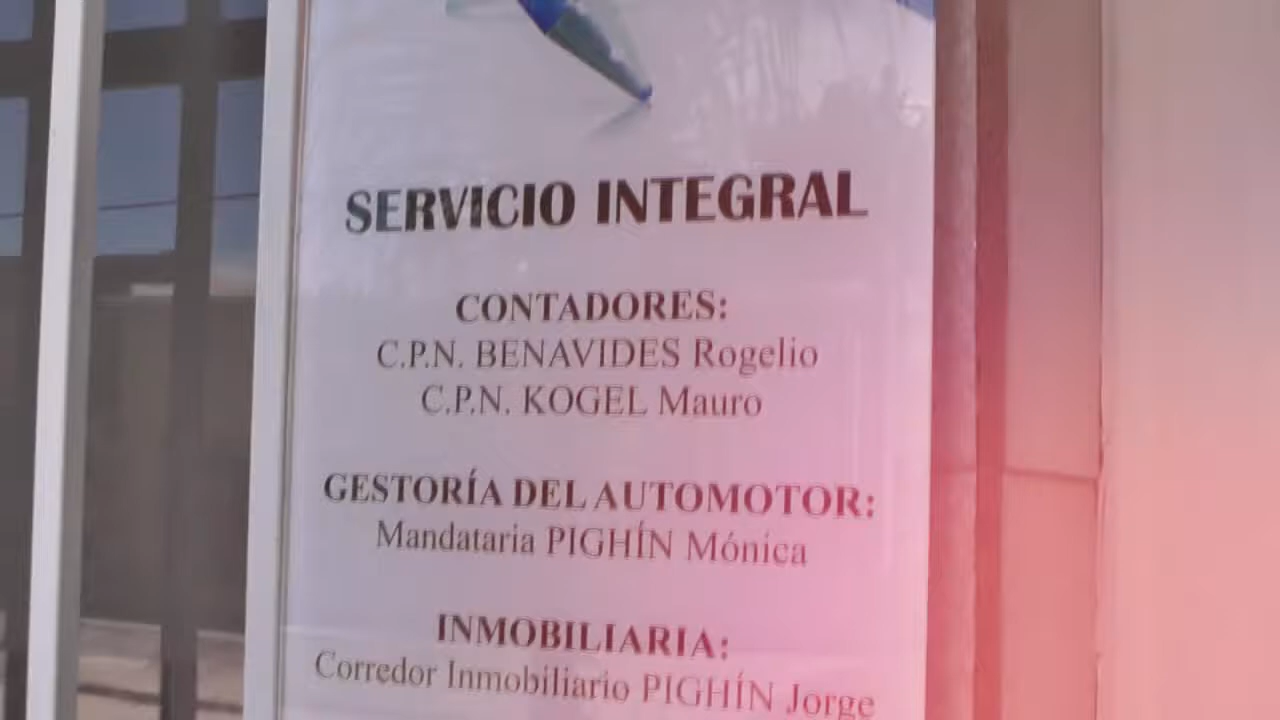 SERVICIO INTEGRAL
CONTADORES:
C.P.N. BENAVIDES Rogelio
C.P.N. KOGEL Mauro
GESTORÍA DEL AUTOMOTOR:
Mandataria PIGHÍN Mónica
INMOBILIARIA:
Corredor Inmobiliario PIGHÍN Jorge